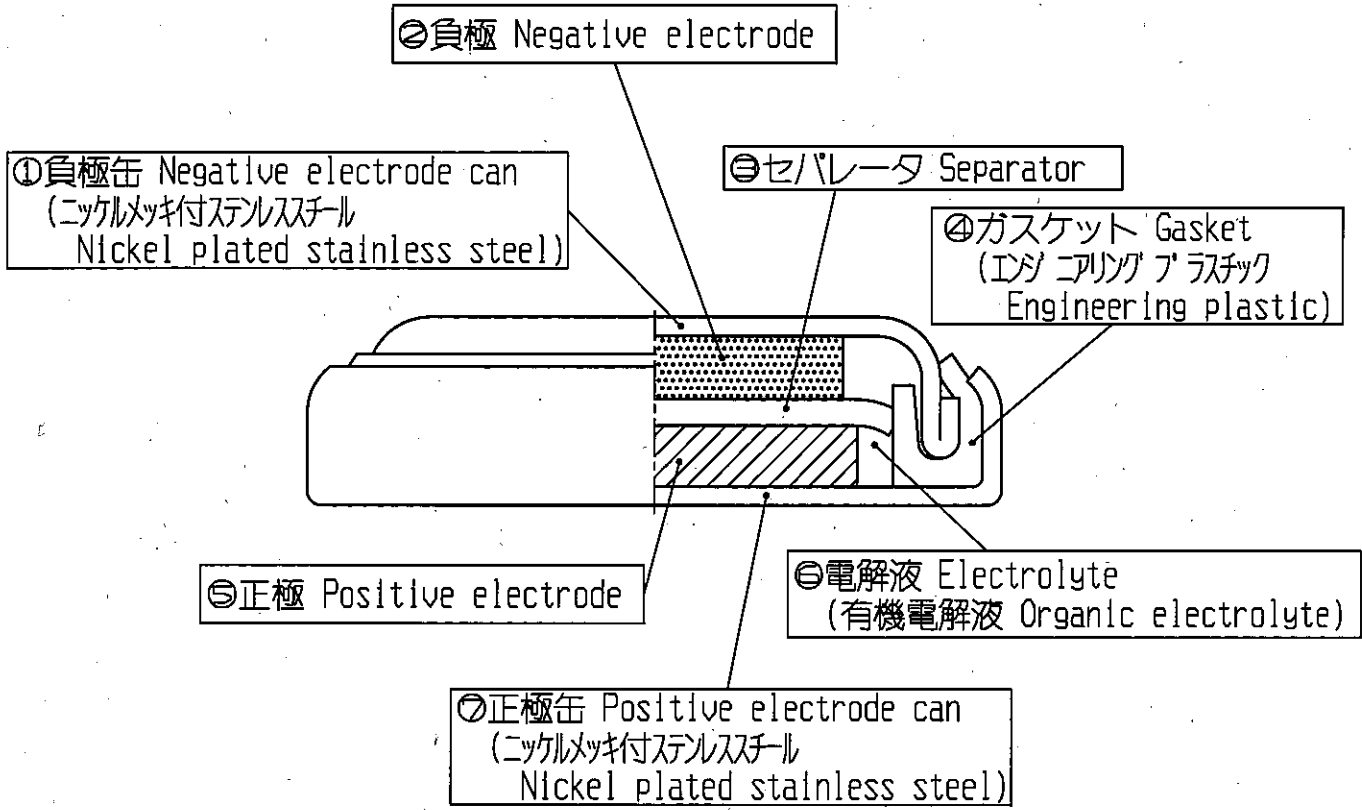 ②負極 Negative electrode
①負極缶 Negative electrode can
(ニッケルメッキ付ステンレススチール
Nickel plated stainless steel)
③セパレータ Separator
④ガスケット Gasket
(エンジニアリングプラスチック
Engineering plastic)
⑤正極 Positive electrode
⑥電解液 Electrolyte
(有機電解液 Organic electrolyte)
⑦正極缶 Positive electrode can
(ニッケルメッキ付ステンレススチール
Nickel plated stainless steel)